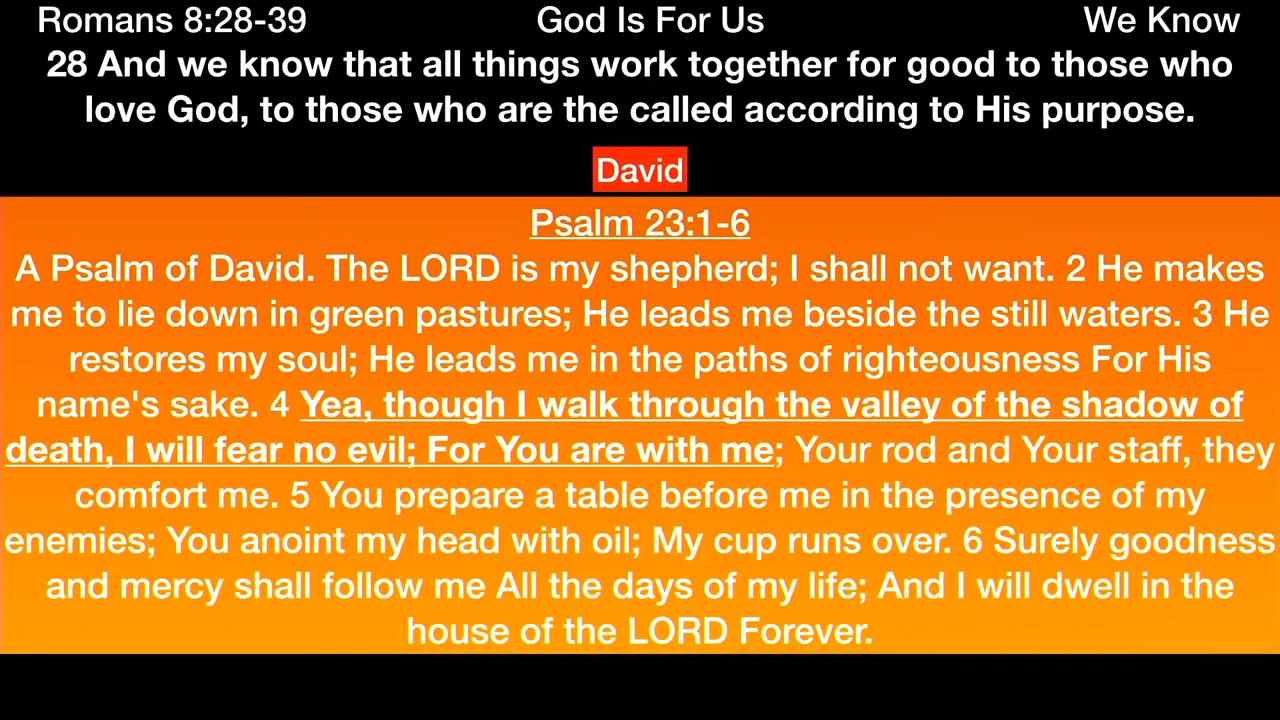 Romans 8:28-39 God Is For Us We Know
28 And we know that all things work together for good to those who
love God, to those who are the called according to His purpose.
David
Psalm 23:1-6
A Psalm of David. The LORD is my shepherd; I shall not want. 2 He makes
me to lie down in green pastures; He leads me beside the still waters. 3 He
restores my soul; He leads me in the paths of righteousness For His
name's sake. 4 Yea, though I walk through the valley of the shadow of
death, I will fear no evil; For You are with me; Your rod and Your staff, they
comfort me. 5 You prepare a table before me in the presence of my
enemies; You anoint my head with oil; My cup runs over. 6 Surely goodness
and mercy shall follow me All the days of my life; And I will dwell in the
house of the LORD Forever.